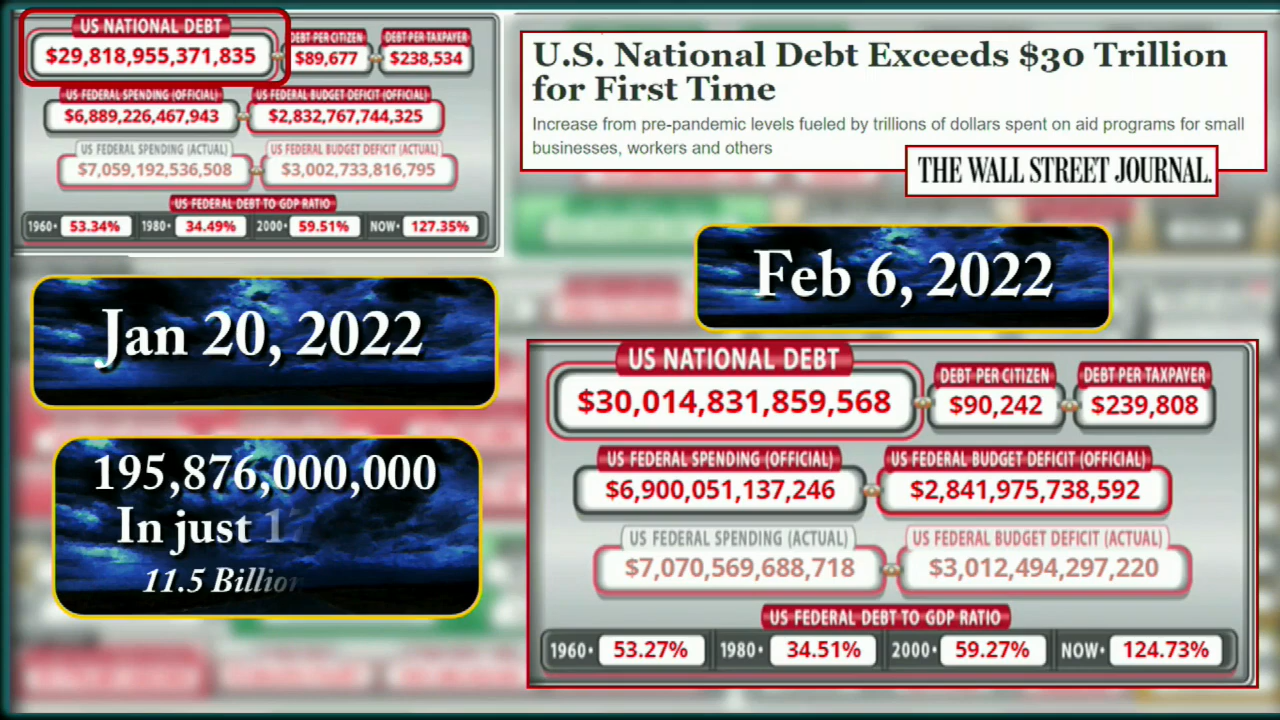 US NATIONAL DEBT
$29,818,955,371,835
DEBT PER CITIZEN
$89,677
DEBT PER TAXPAYER
$238,534
US FEDERAL SPENDING (OFFICIAL)
$6,889,226,467,943
US FEDERAL BUDGET DEFICIT (OFFICIAL)
$2,832,767,744,325
US FEDERAL SPENDING (ACTUAL)
$7,059,192,536,508
US FEDERAL BUDGET DEFICIT (ACTUAL)
$3,002,733,816,795
US FEDERAL DEBT TO GDP RATIO
1960• 53.34% 1980• 34.49% 2000• 59.51% NOW• 127.35%
Jan 20, 2022
195,876,000,000
In just 17
11.5 Billion
U.S. National Debt Exceeds $30 Trillion
for First Time
Increase from pre-pandemic levels fueled by trillions of dollars spent on aid programs for small
businesses, workers and others
THE WALL STREET JOURNAL.
Feb 6, 2022
US NATIONAL DEBT
$30,014,831,859,568
DEBT PER CITIZEN
$90,242
DEBT PER TAXPAYER
$239,808
US FEDERAL SPENDING (OFFICIAL)
$6,900,051,137,246
US FEDERAL BUDGET DEFICIT (OFFICIAL)
$2,841,975,738,592
US FEDERAL SPENDING (ACTUAL)
$7,070,569,688,718
US FEDERAL BUDGET DEFICIT (ACTUAL)
$3,012,494,297,220
US FEDERAL DEBT TO GDP RATIO
1960• 53.27% 1980• 34.51% 2000• 59.27% NOW• 124.73%